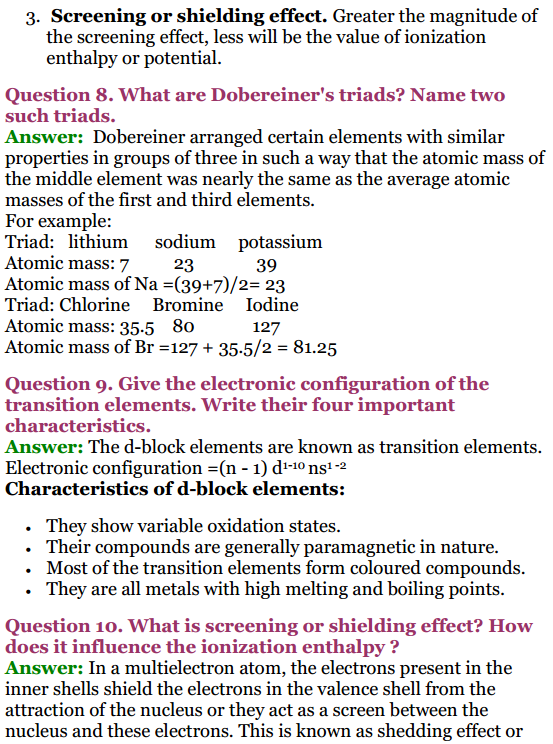 3. Screening or shielding effect. Greater the magnitude of
the screening effect, less will be the value of ionization
enthalpy or potential.
Question 8. What are Dobereiner's triads? Name two
such triads.
Answer: Dobereiner arranged certain elements with similar
properties in groups of three in such a way that the atomic mass of
the middle element was nearly the same as the average atomic
masses of the first and third elements.
For example:
Triad: lithium sodium potassium
Atomic mass: 7 23 39
Atomic mass of Na =(39+7)/2= 23
Triad: Chlorine Bromine Iodine
Atomic mass: 35.5 80 127
Atomic mass of Br =127 + 35.5/2 = 81.25
Question 9. Give the electronic configuration of the
transition elements. Write their four important
characteristics.
Answer: The d-block elements are known as transition elements.
Electronic configuration =(n - 1) d¹⁻¹⁰ ns¹⁻²
Characteristics of d-block elements:
• They show variable oxidation states.
• Their compounds are generally paramagnetic in nature.
• Most of the transition elements form coloured compounds.
• They are all metals with high melting and boiling points.
Question 10. What is screening or shielding effect? How
does it influence the ionization enthalpy ?
Answer: In a multielectron atom, the electrons present in the
inner shells shield the electrons in the valence shell from the
attraction of the nucleus or they act as a screen between the
nucleus and these electrons. This is known as shedding effect or